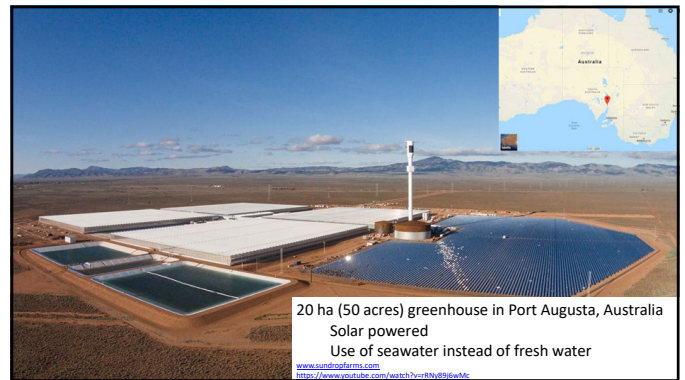 Australia
20 ha (50 acres) greenhouse in Port Augusta, Australia
Solar powered
Use of seawater instead of fresh water
www.sundropfarms.com
https://www.youtube.com/watch?v=rRNy89j6wMc